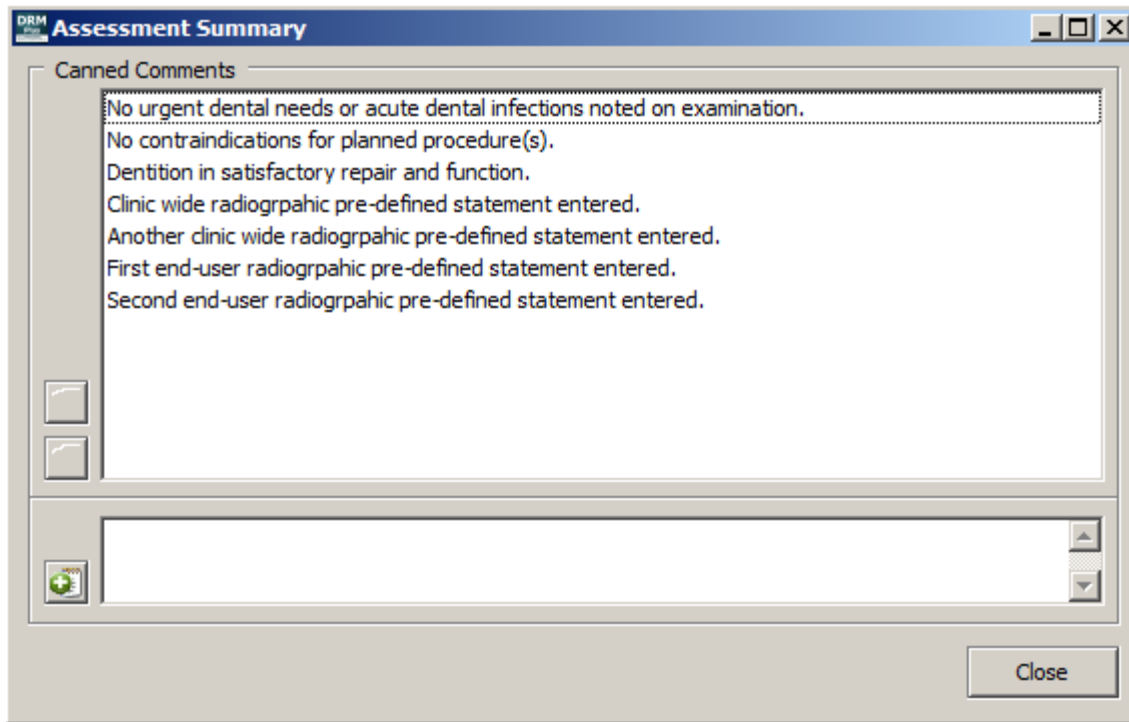 DRM
Plus
Assessment Summary
Canned Comments
No urgent dental needs or acute dental infections noted on examination.
No contraindications for planned procedure(s).
Dentition in satisfactory repair and function.
Clinic wide radiogrpahic pre-defined statement entered.
Another clinic wide radiogrpahic pre-defined statement entered.
First end-user radiogrpahic pre-defined statement entered.
Second end-user radiogrpahic pre-defined statement entered.
Close